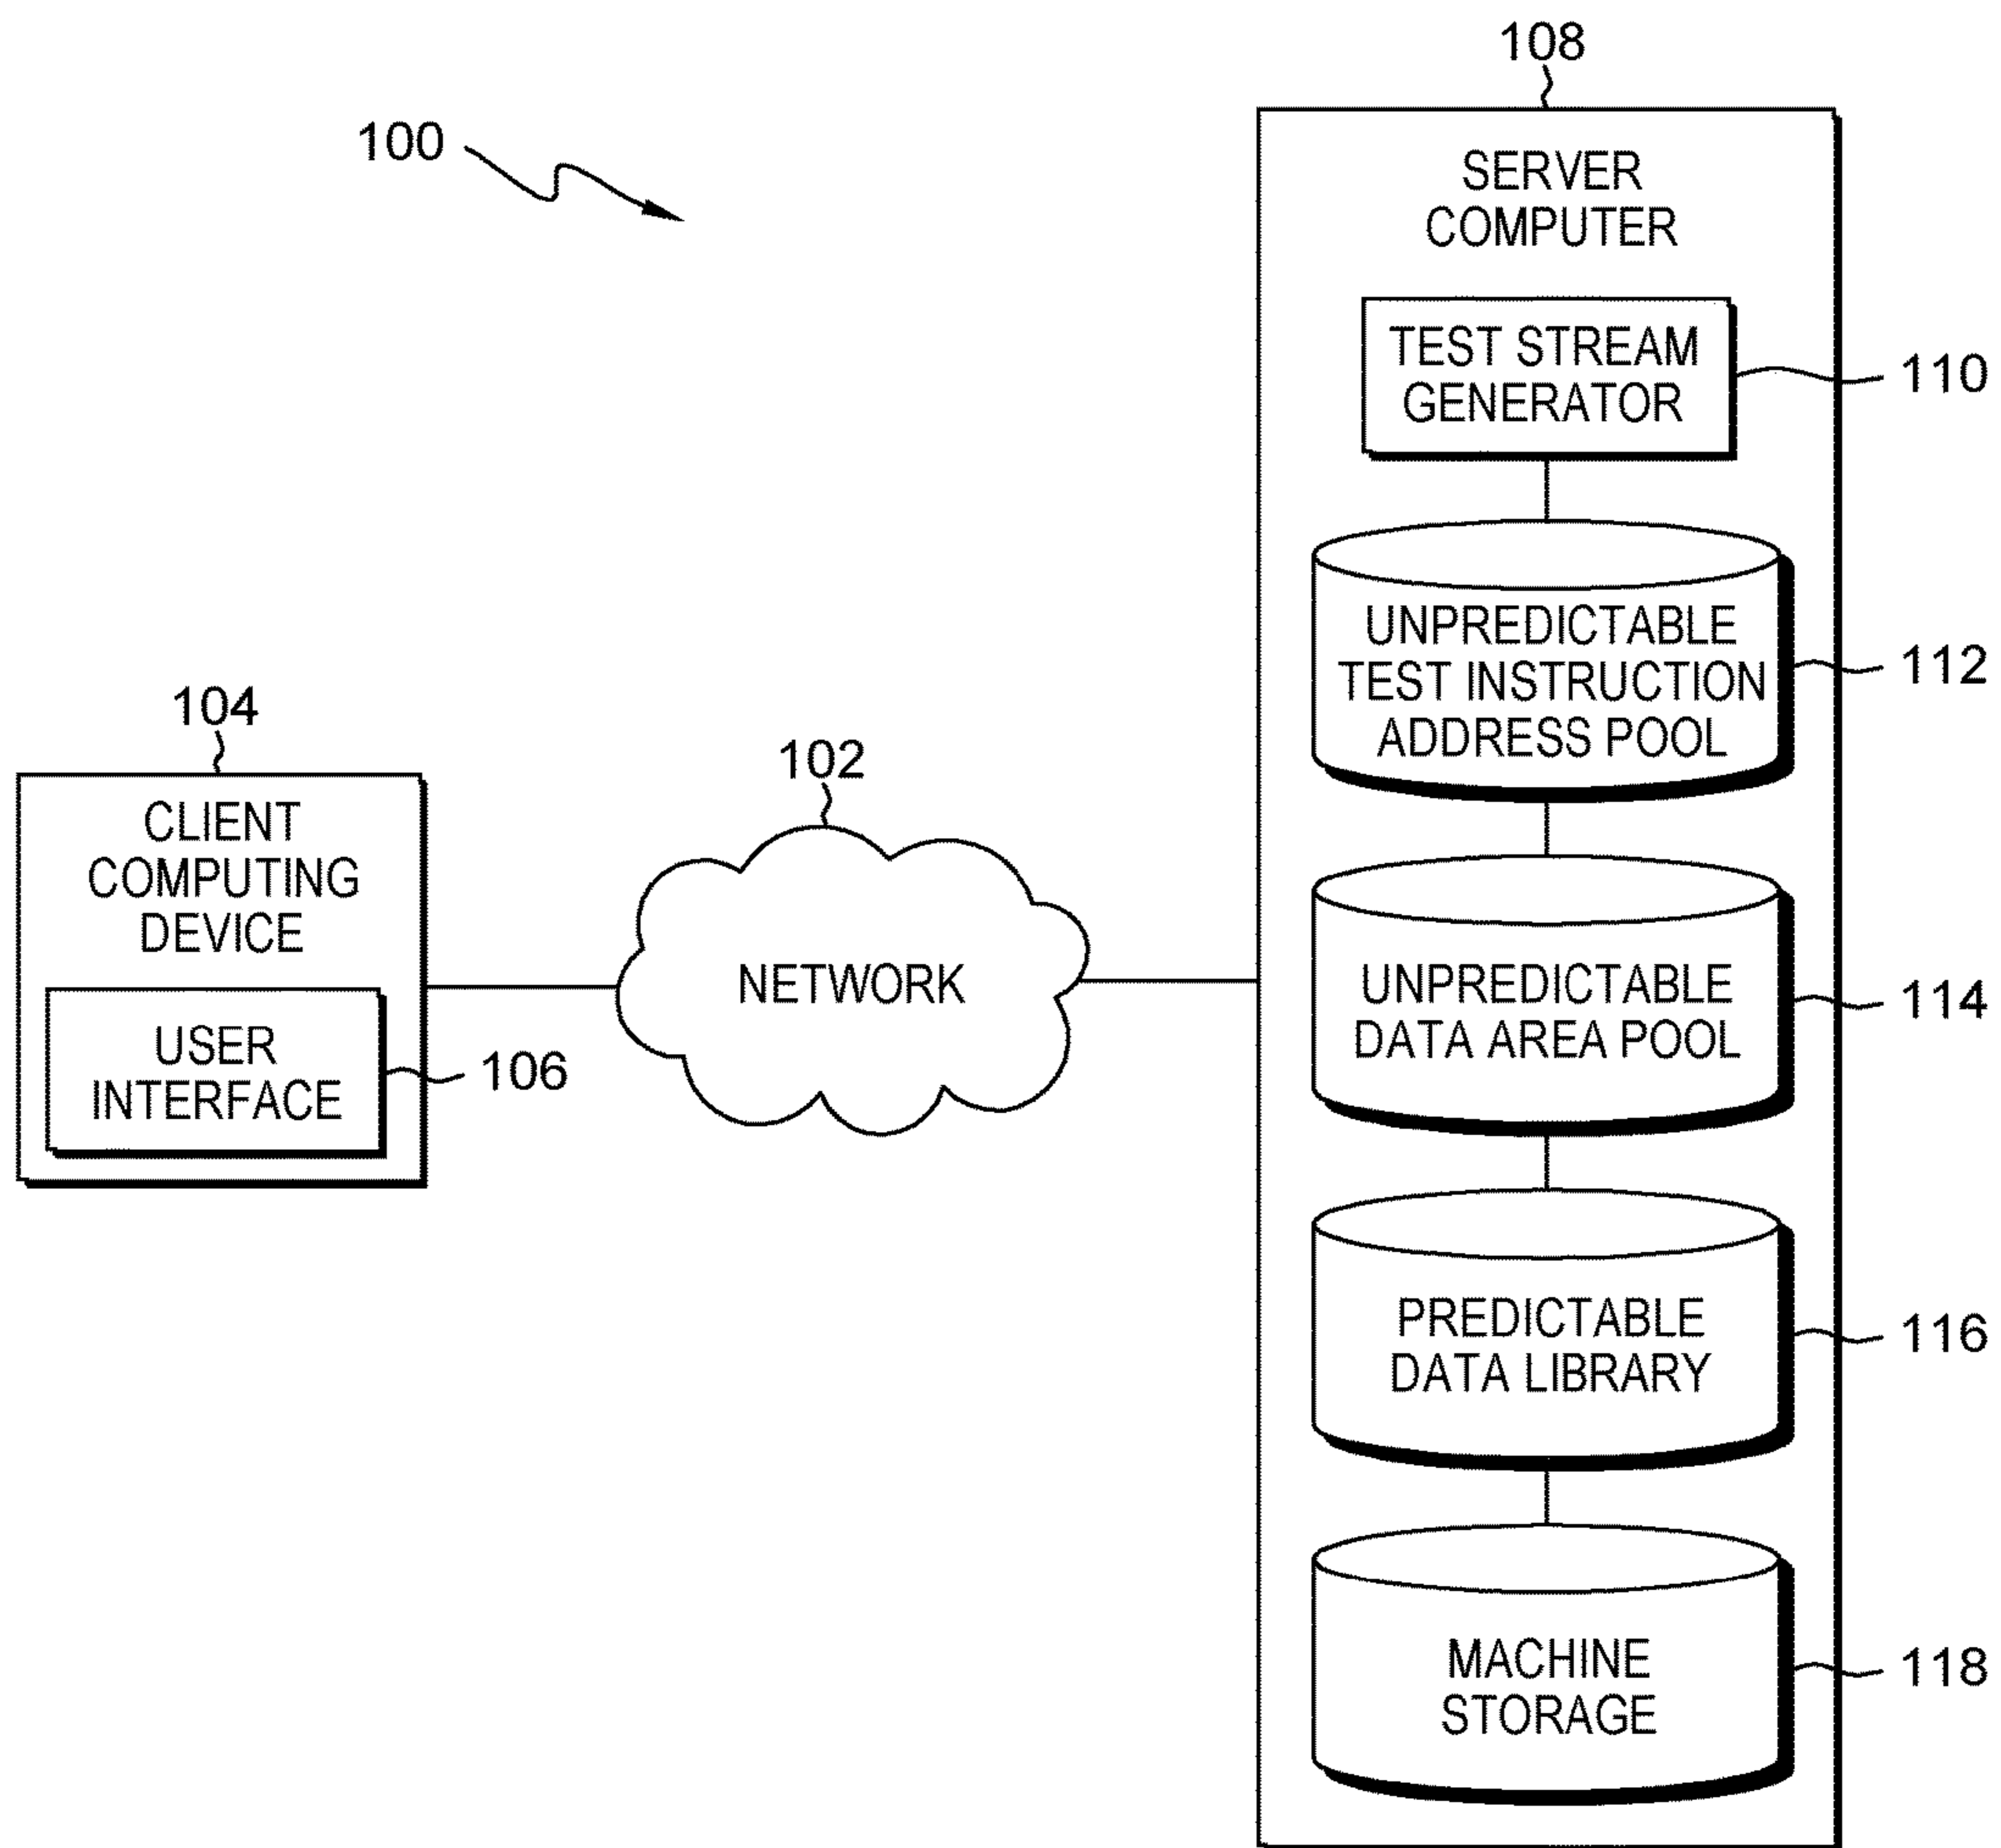 100
108
SERVER
COMPUTER
TEST STREAM
GENERATOR
110
UNPREDICTABLE
TEST INSTRUCTION
ADDRESS POOL
112
104
CLIENT
COMPUTING
DEVICE
USER
INTERFACE
106
102
NETWORK
UNPREDICTABLE
DATA AREA POOL
114
PREDICTABLE
DATA LIBRARY
116
MACHINE
STORAGE
118